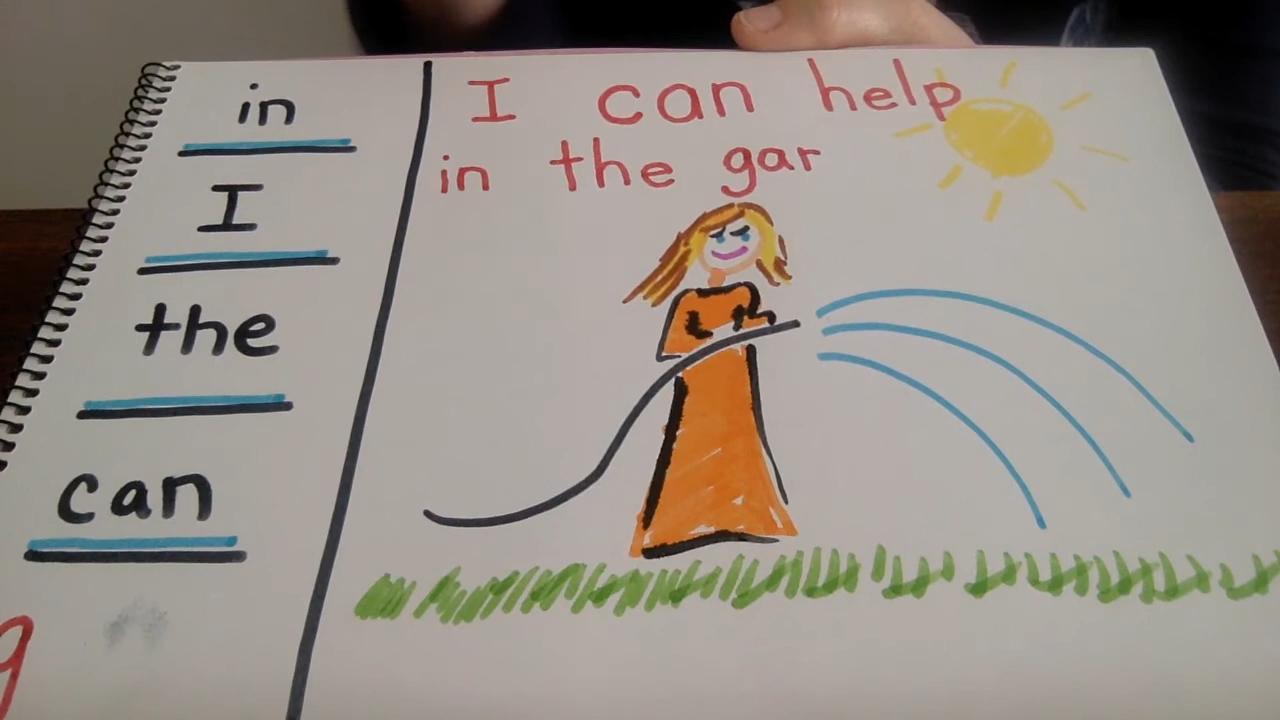 in
I
the
can
g
I can help
in the gar